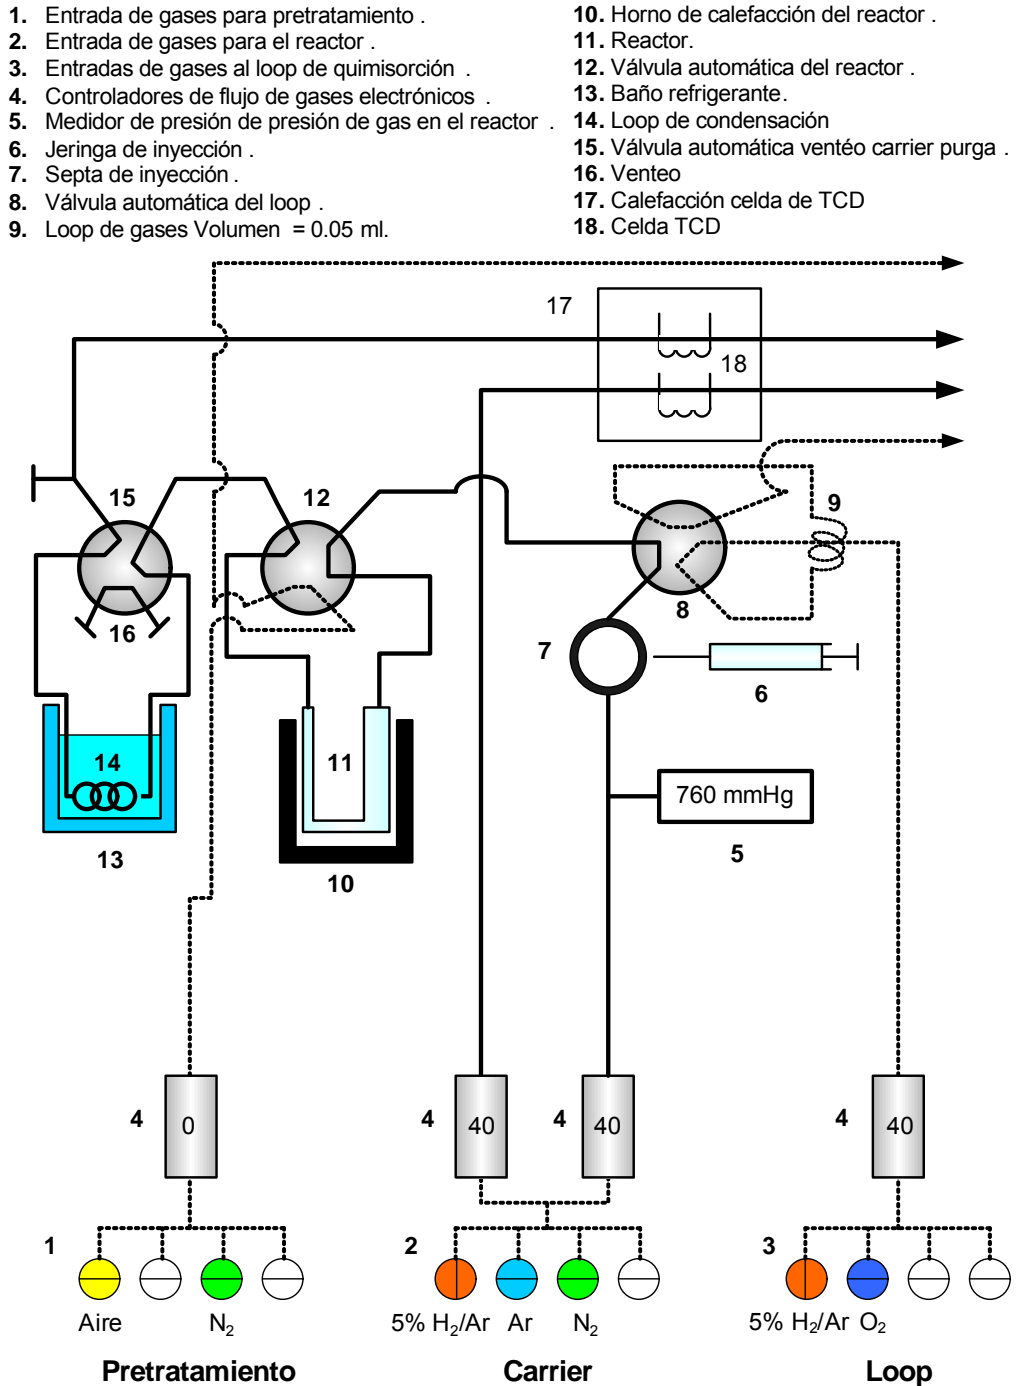 1. Entrada de gases para pretratamiento .
2. Entrada de gases para el reactor .
3. Entradas de gases al loop de quimisorción .
4. Controladores de flujo de gases electrónicos .
5. Medidor de presión de presión de gas en el reactor .
6. Jeringa de inyección .
7. Septa de inyección .
8. Válvula automática del loop .
9. Loop de gases Volumen = 0.05 ml.
10. Horno de calefacción del reactor .
11. Reactor.
12. Válvula automática del reactor .
13. Baño refrigerante.
14. Loop de condensación
15. Válvula automática ventéo carrier purga .
16. Venteo
17. Calefacción celda de TCD
18. Celda TCD
17
18
15
12
9
16
8
7
6
14
11
760 mmHg
13
10
5
4
0
4
40
4
40
4
40
1
2
3
Aire
N2
5% H2/Ar
Ar
N2
5% H2/Ar
O2
Pretratamiento
Carrier
Loop